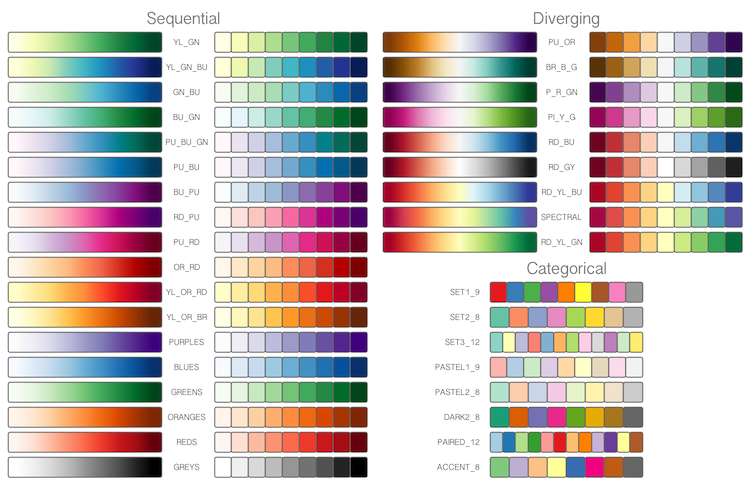 Sequential
YL_GN
YL_GN_BU
GN_BU
BU_GN
PU_BU_GN
PU_BU
BU_PU
RD_PU
PU_RD
OR_RD
YL_OR_RD
YL_OR_BR
PURPLES
BLUES
GREENS
ORANGES
REDS
GREYS
Diverging
PU_OR
BR_B_G
P_R_GN
PI_Y_G
RD_BU
RD_GY
RD_YL_BU
SPECTRAL
RD_YL_GN
Categorical
SET1_9
SET2_8
SET3_12
PASTEL1_9
PASTEL2_8
DARK2_8
PAIRED_12
ACCENT_8